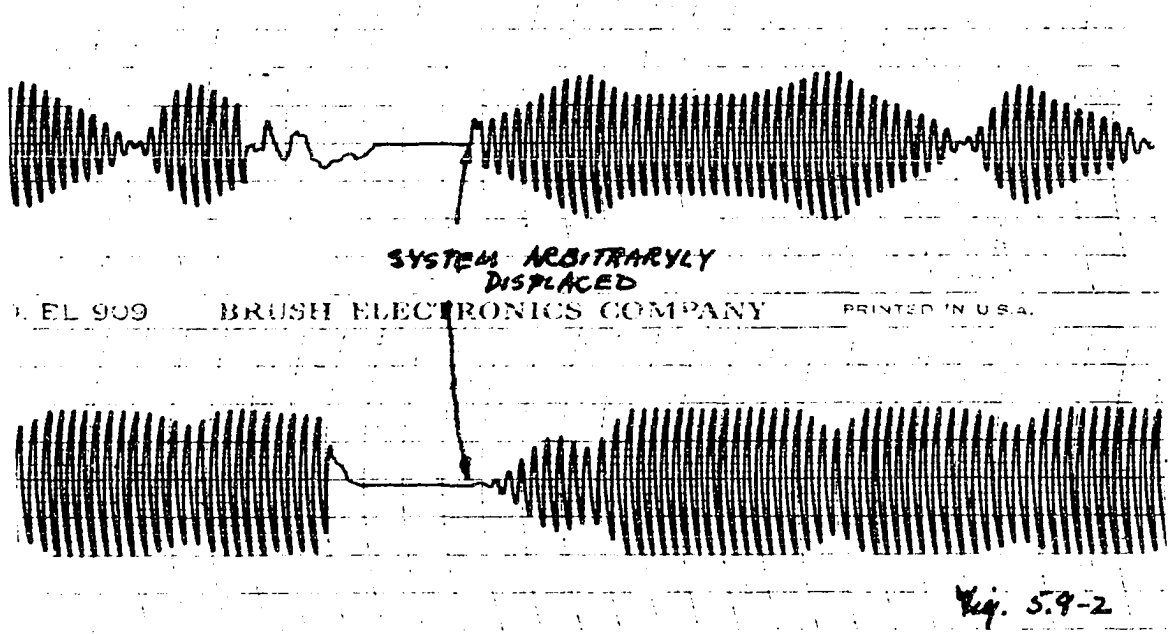 SYSTEM ARBITRARYLY
DISPLACED
. EL 909 BRUSH ELECTRONICS COMPANY PRINTED IN U.S.A.
Fig. 5.9-2